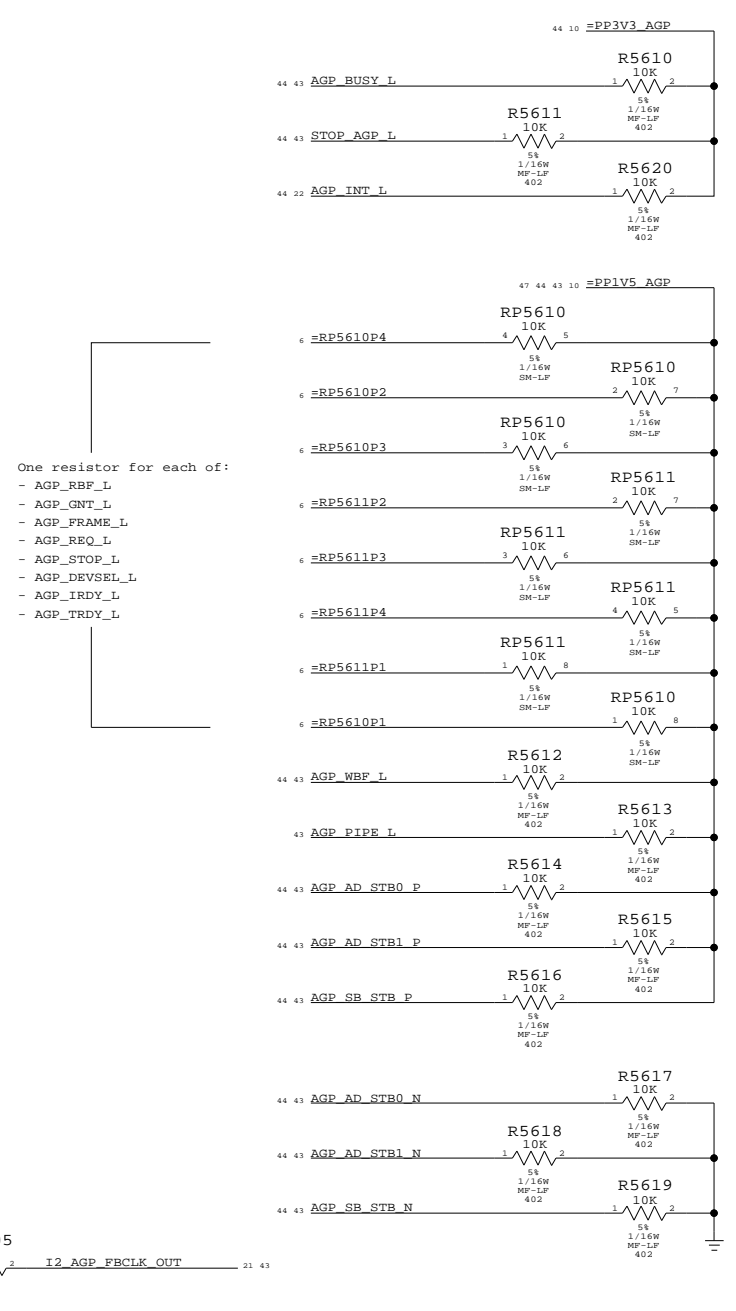 44 10 =PP3V3_AGP
R5610
10K
44 43 AGP_BUSY_L 1 2
5%
1/16W
MF-LF
402
R5611
10K
44 43 STOP_AGP_L 1 2
5%
1/16W
MF-LF
402
R5620
10K
44 22 AGP_INT_L 1 2
5%
1/16W
MF-LF
402
47 44 43 10 =PP1V5_AGP
RP5610
10K
6 =RP5610P4 4 5
5%
1/16W
SM-LF
RP5610
10K
6 =RP5610P2 2 7
5%
1/16W
SM-LF
RP5610
10K
6 =RP5610P3 3 6
5%
1/16W
SM-LF
One resistor for each of:
- AGP_RBF_L
- AGP_GNT_L
- AGP_FRAME_L
- AGP_REQ_L
- AGP_STOP_L
- AGP_DEVSEL_L
- AGP_IRDY_L
- AGP_TRDY_L
RP5611
10K
6 =RP5611P2 2 7
5%
1/16W
SM-LF
RP5611
10K
6 =RP5611P3 3 6
5%
1/16W
SM-LF
RP5611
10K
6 =RP5611P4 4 5
5%
1/16W
SM-LF
RP5611
10K
6 =RP5611P1 1 8
5%
1/16W
SM-LF
RP5610
10K
6 =RP5610P1 1 8
5%
1/16W
SM-LF
R5612
10K
44 43 AGP_WBF_L 1 2
5%
1/16W
MF-LF
402
R5613
10K
43 AGP_PIPE_L 1 2
5%
1/16W
MF-LF
402
R5614
10K
44 43 AGP_AD_STB0_P 1 2
5%
1/16W
MF-LF
402
R5615
10K
44 43 AGP_AD_STB1_P 1 2
5%
1/16W
MF-LF
402
R5616
10K
44 43 AGP_SB_STB_P 1 2
5%
1/16W
MF-LF
402
R5617
10K
44 43 AGP_AD_STB0_N 1 2
5%
1/16W
MF-LF
402
R5618
10K
44 43 AGP_AD_STB1_N 1 2
5%
1/16W
MF-LF
402
R5619
10K
44 43 AGP_SB_STB_N 1 2
5%
1/16W
MF-LF
402
5
2 I2_AGP_FBCLK_OUT 21 43